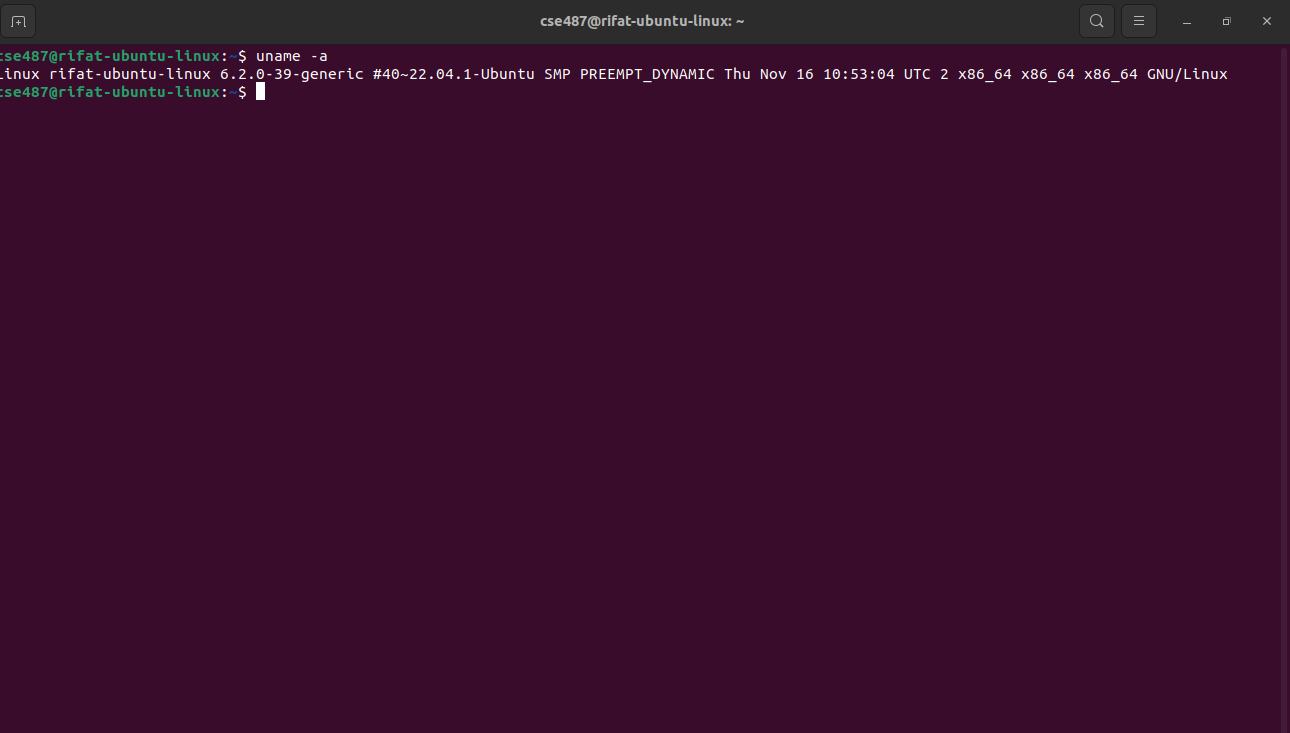 cse487@rifat-ubuntu-linux: ~
cse487@rifat-ubuntu-linux:~$ uname -a
Linux rifat-ubuntu-linux 6.2.0-39-generic #40~22.04.1-Ubuntu SMP PREEMPT_DYNAMIC Thu Nov 16 10:53:04 UTC 2 x86_64 x86_64 x86_64 GNU/Linux
cse487@rifat-ubuntu-linux:~$